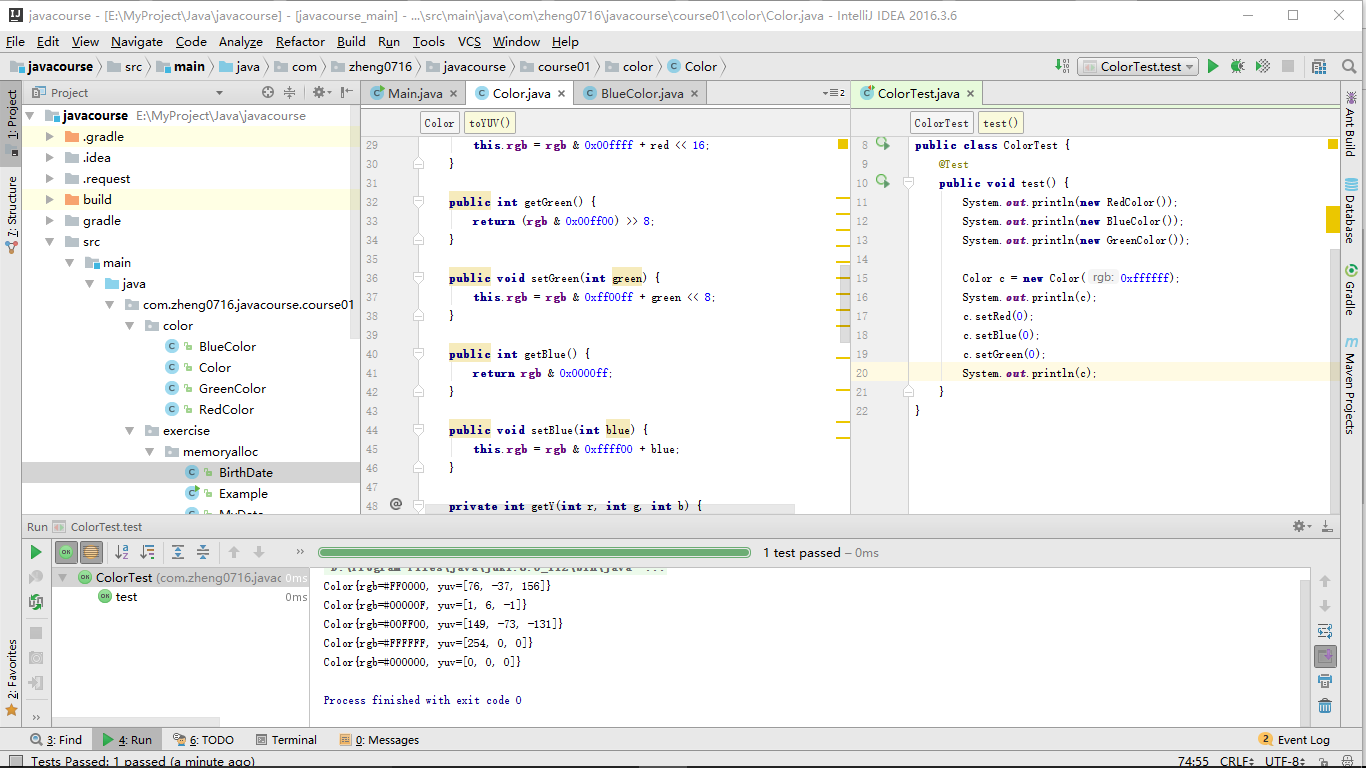 javacourse - [E:\MyProject\Java\javacourse] - [javacourse_main] - ...\src\main\java\com\zheng0716\javacourse\course01\color\Color.java - IntelliJ IDEA 2016.3.6
File Edit View Navigate Code Analyze Refactor Build Run Tools VCS Window Help
javacourse src main java com zheng0716 javacourse course01 color Color ColorTest.test
Project
1: Project
7: Structure
2: Favorites
javacourse E:\MyProject\Java\javacourse
.gradle
.idea
.request
build
gradle
src
main
java
com.zheng0716.javacourse.course01
color
BlueColor
Color
GreenColor
RedColor
exercise
memoryalloc
BirthDate
Example
MyDate
Main.java Color.java BlueColor.java
Color toYUV()
29 this.rgb = rgb & 0x00ffff + red << 16;
30 }
31
32 public int getGreen() {
33 return (rgb & 0x00ff00) >> 8;
34 }
35
36 public void setGreen(int green) {
37 this.rgb = rgb & 0xff00ff + green << 8;
38 }
39
40 public int getBlue() {
41 return rgb & 0x0000ff;
42 }
43
44 public void setBlue(int blue) {
45 this.rgb = rgb & 0xffff00 + blue;
46 }
47
48 @ private int getY(int r, int g, int b) {
2
ColorTest.java
ColorTest test()
8 public class ColorTest {
9 @Test
10 public void test() {
11 System.out.println(new RedColor());
12 System.out.println(new BlueColor());
13 System.out.println(new GreenColor());
14
15 Color c = new Color( rgb: 0xffffff);
16 System.out.println(c);
17 c.setRed(0);
18 c.setBlue(0);
19 c.setGreen(0);
20 System.out.println(c);
21 }
22 }
Ant Build
Database
Gradle
Maven Projects
Run ColorTest.test
1 test passed – 0ms
ColorTest (com.zheng0716.javac 0ms
test 0ms
Color{rgb=#FF0000, yuv=[76, -37, 156]}
Color{rgb=#00000F, yuv=[1, 6, -1]}
Color{rgb=#00FF00, yuv=[149, -73, -131]}
Color{rgb=#FFFFFF, yuv=[254, 0, 0]}
Color{rgb=#000000, yuv=[0, 0, 0]}
Process finished with exit code 0
3: Find 4: Run 6: TODO Terminal 0: Messages 2 Event Log
Tests Passed: 1 passed (a minute ago) 74:55 CRLF UTF-8